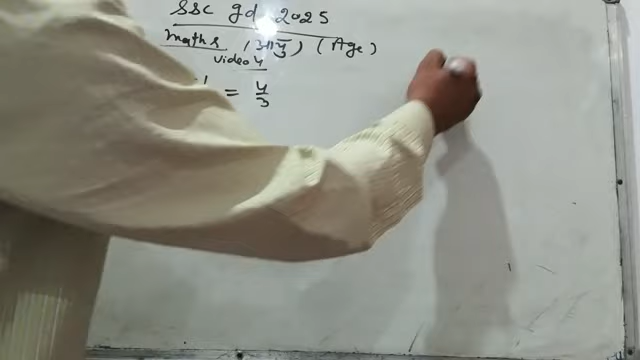 SSC gd 2025
maths (आयु) (Age)
Video 4
= 4/3